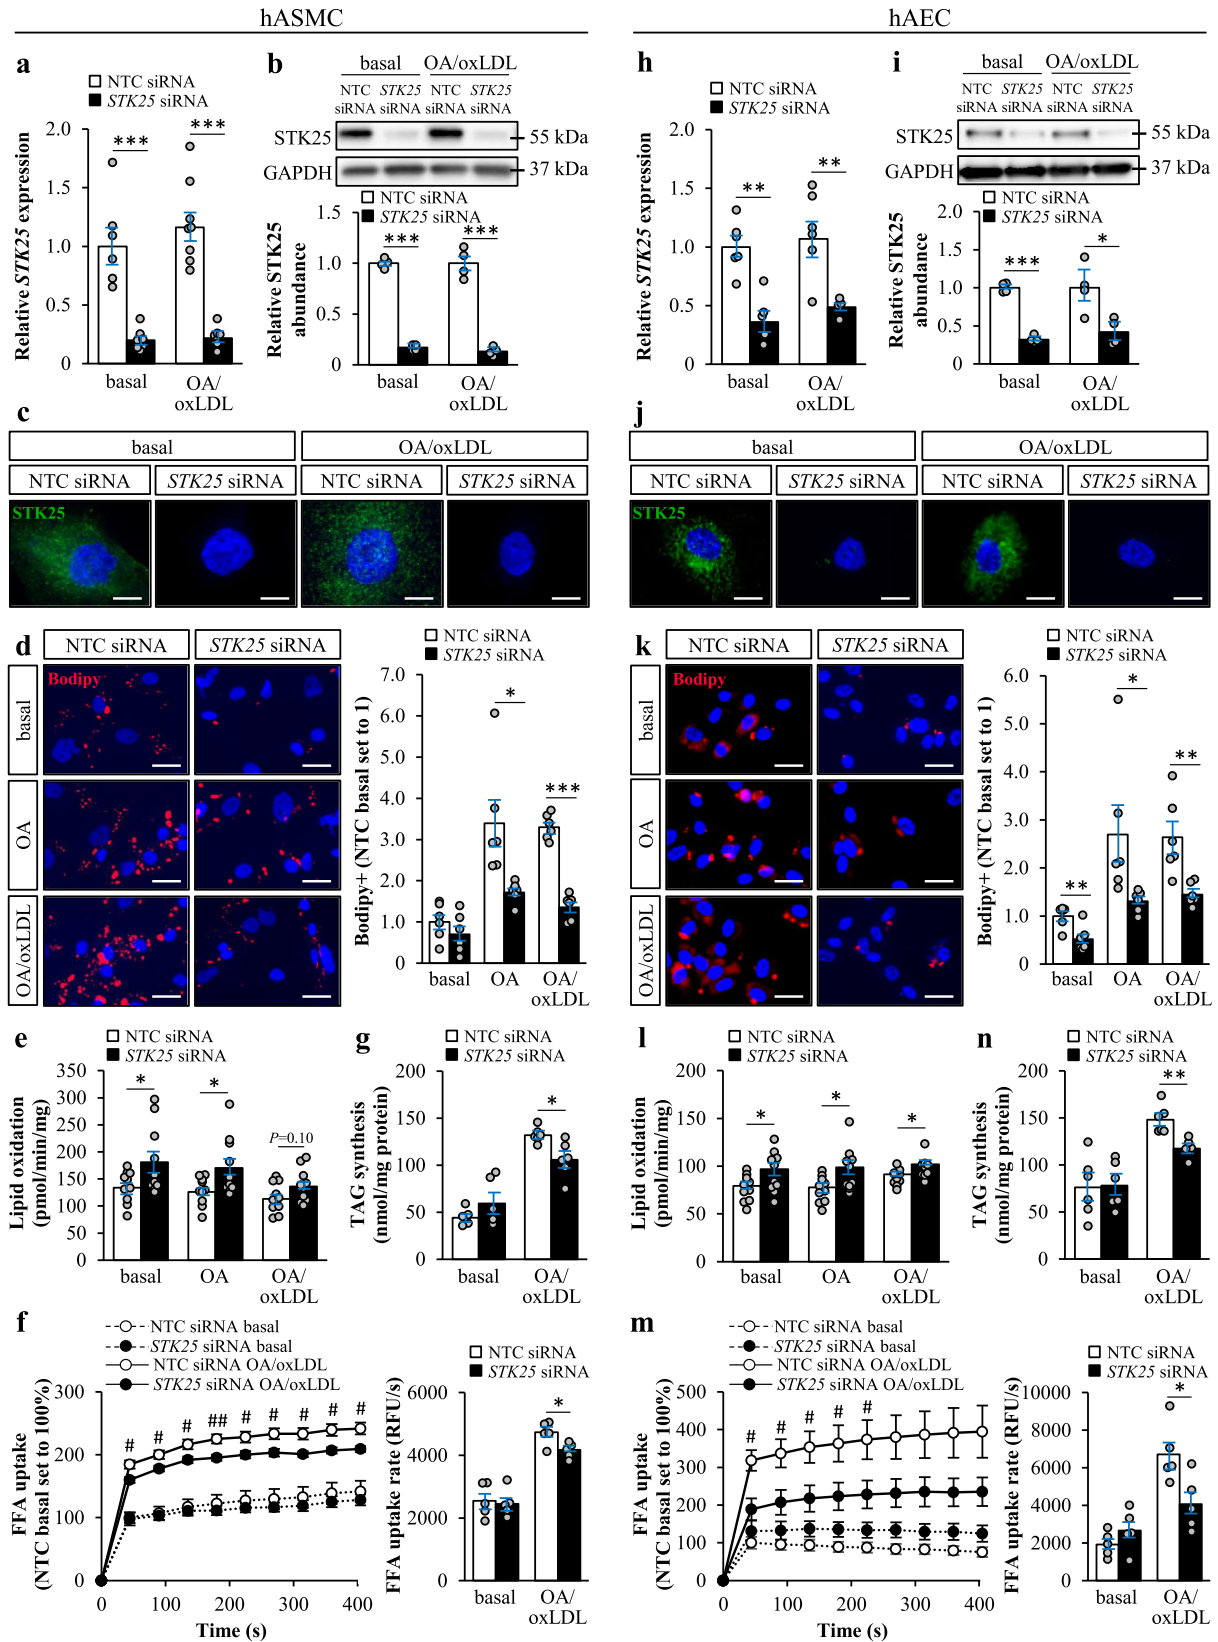 hASMC
hAEC
a
NTC siRNA
STK25 siRNA
Relative STK25 expression
2.0
1.5
1.0
0.5
0
***
***
basal
OA/
oxLDL
b
basal OA/oxLDL
NTC STK25 NTC STK25
siRNA siRNA siRNA siRNA
STK25
55 kDa
GAPDH
37 kDa
NTC siRNA
STK25 siRNA
Relative STK25
abundance
1.5
1.0
0.5
0
***
***
basal
OA/
oxLDL
h
NTC siRNA
STK25 siRNA
Relative STK25 expression
2.0
1.5
1.0
0.5
0
**
**
basal
OA/
oxLDL
i
basal OA/oxLDL
NTC STK25 NTC STK25
siRNA siRNA siRNA siRNA
STK25
55 kDa
GAPDH
37 kDa
NTC siRNA
STK25 siRNA
Relative STK25
abundance
2.0
1.5
1.0
0.5
0
***
*
basal
OA/
oxLDL
c
basal
OA/oxLDL
NTC siRNA
STK25 siRNA
NTC siRNA
STK25 siRNA
STK25
j
basal
OA/oxLDL
NTC siRNA
STK25 siRNA
NTC siRNA
STK25 siRNA
STK25
d
NTC siRNA
STK25 siRNA
basal
Bodipy
OA
OA/oxLDL
NTC siRNA
STK25 siRNA
Bodipy+ (NTC basal set to 1)
7.0
6.0
5.0
4.0
3.0
2.0
1.0
0
*
***
basal
OA
OA/
oxLDL
k
NTC siRNA
STK25 siRNA
basal
Bodipy
OA
OA/oxLDL
NTC siRNA
STK25 siRNA
Bodipy+ (NTC basal set to 1)
6.0
5.0
4.0
3.0
2.0
1.0
0
**
*
**
basal
OA
OA/
oxLDL
e
NTC siRNA
STK25 siRNA
Lipid oxidation
(pmol/min/mg)
350
300
250
200
150
100
50
0
*
*
P=0.10
basal
OA
OA/
oxLDL
g
NTC siRNA
STK25 siRNA
TAG synthesis
(nmol/mg protein)
200
150
100
50
0
*
basal
OA/
oxLDL
l
NTC siRNA
STK25 siRNA
Lipid oxidation
(pmol/min/mg)
200
150
100
50
0
*
*
*
basal
OA
OA/
oxLDL
n
NTC siRNA
STK25 siRNA
TAG synthesis
(nmol/mg protein)
200
150
100
50
0
**
basal
OA/
oxLDL
f
NTC siRNA basal
STK25 siRNA basal
NTC siRNA OA/oxLDL
STK25 siRNA OA/oxLDL
FFA uptake
(NTC basal set to 100%)
300
200
100
0
# # # ## # # # # #
0 100 200 300 400
Time (s)
NTC siRNA
STK25 siRNA
FFA uptake rate (RFU/s)
6000
4000
2000
0
*
basal
OA/
oxLDL
m
NTC siRNA basal
STK25 siRNA basal
NTC siRNA OA/oxLDL
STK25 siRNA OA/oxLDL
FFA uptake
(NTC basal set to 100%)
500
400
300
200
100
0
# # # # #
0 100 200 300 400
Time (s)
NTC siRNA
STK25 siRNA
FFA uptake rate (RFU/s)
10000
8000
6000
4000
2000
0
*
basal
OA/
oxLDL